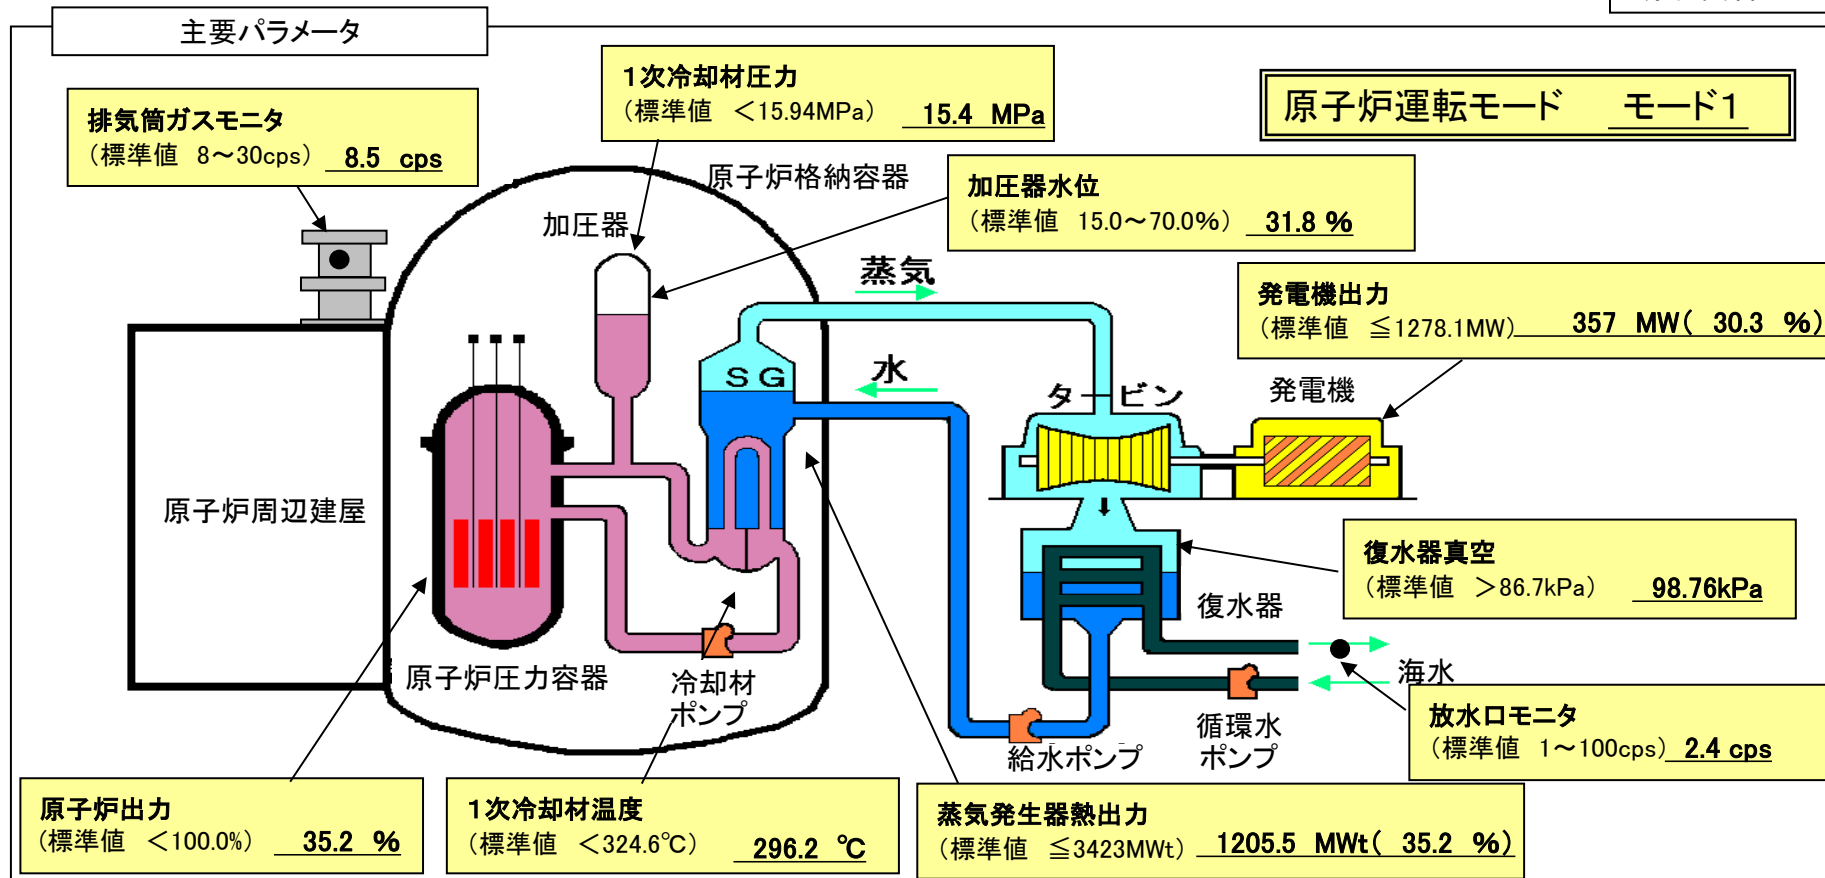 主要パラメータ
1次冷却材圧力
（標準値 ＜15.94MPa） 15.4 MPa
原子炉運転モード モード1
排気筒ガスモニタ
（標準値 8～30cps） 8.5 cps
原子炉格納容器
加圧器水位
（標準値 15.0～70.0%） 31.8 %
加圧器
蒸気
発電機出力
（標準値 ≦1278.1MW） 357 MW( 30.3 %)
水
SG
タービン
発電機
原子炉周辺建屋
復水器真空
（標準値 ＞86.7kPa） 98.76kPa
復水器
原子炉圧力容器
冷却材
ポンプ
海水
循環水
ポンプ
給水ポンプ
放水口モニタ
（標準値 1～100cps） 2.4 cps
原子炉出力
（標準値 ＜100.0%） 35.2 %
1次冷却材温度
（標準値 ＜324.6℃） 296.2 ℃
蒸気発生器熱出力
（標準値 ≦3423MWt） 1205.5 MWt( 35.2 %)